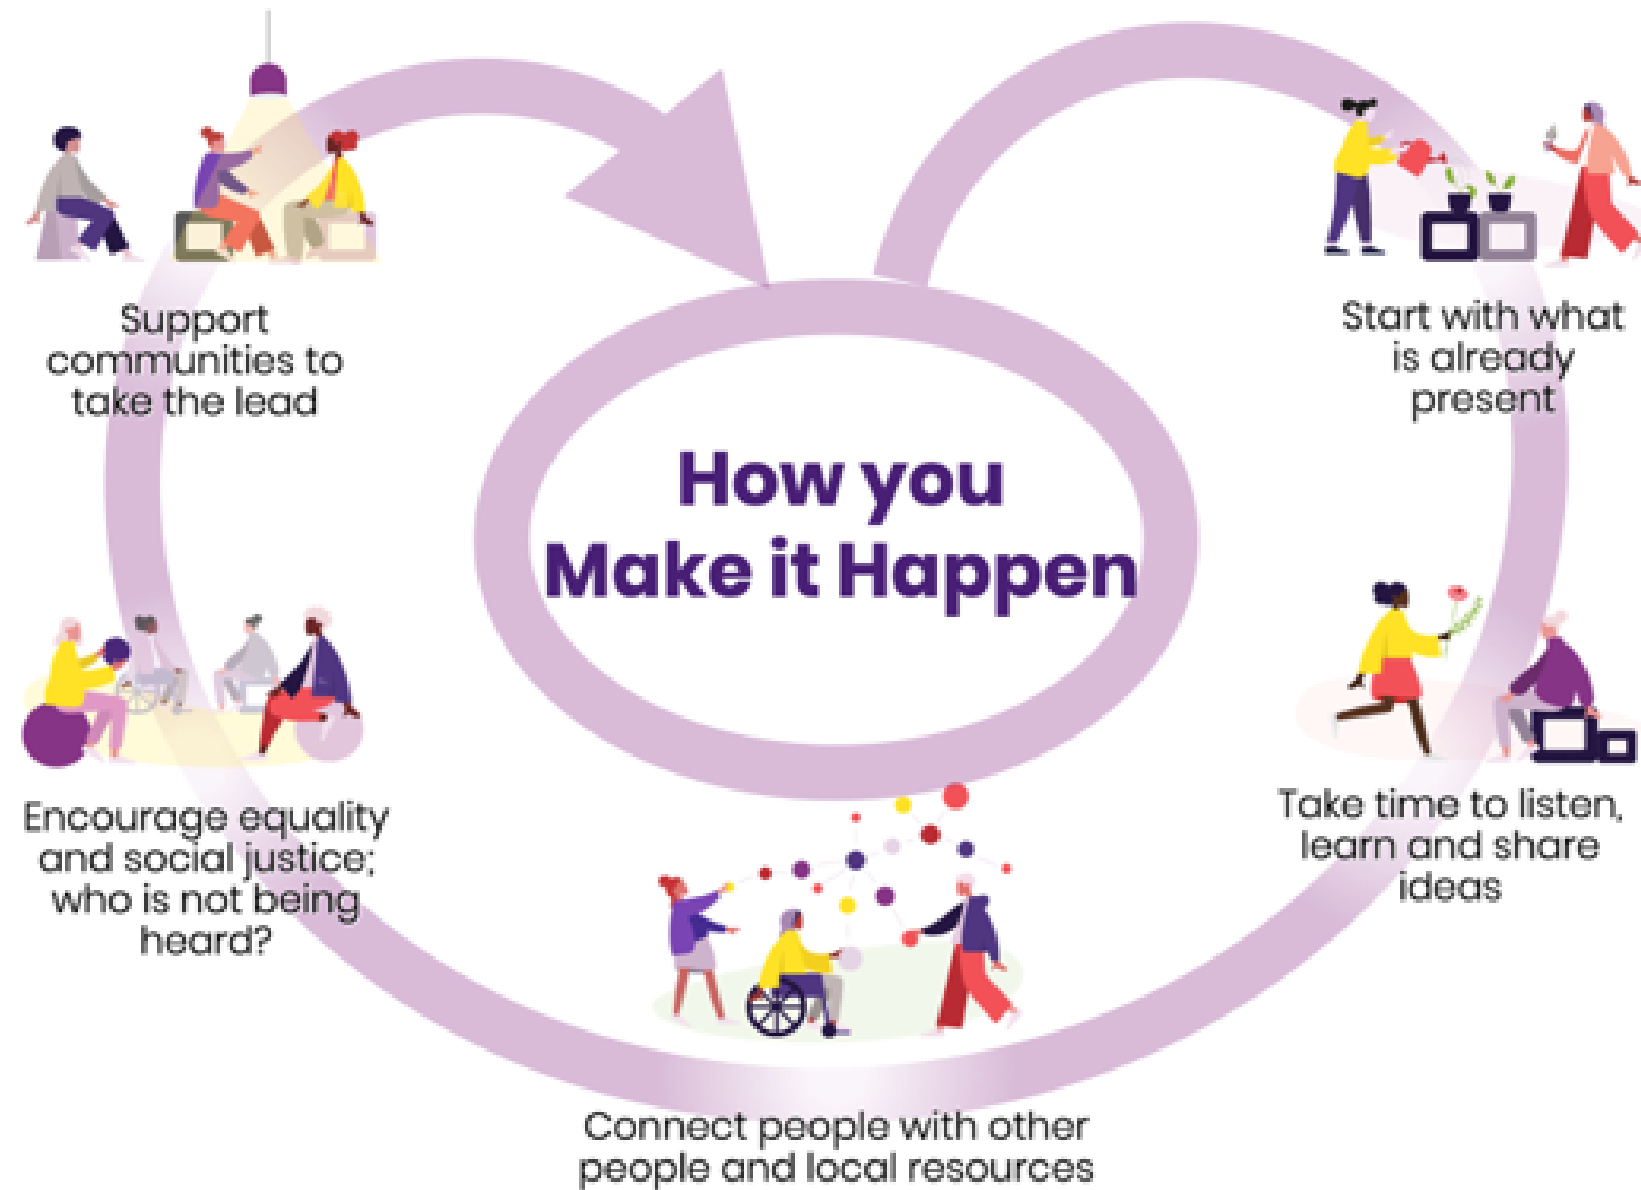 How you
Make it Happen
Start with what
is already
present
Take time to listen,
learn and share
ideas
Connect people with other
people and local resources
Encourage equality
and social justice;
who is not being
heard?
Support
communities to
take the lead